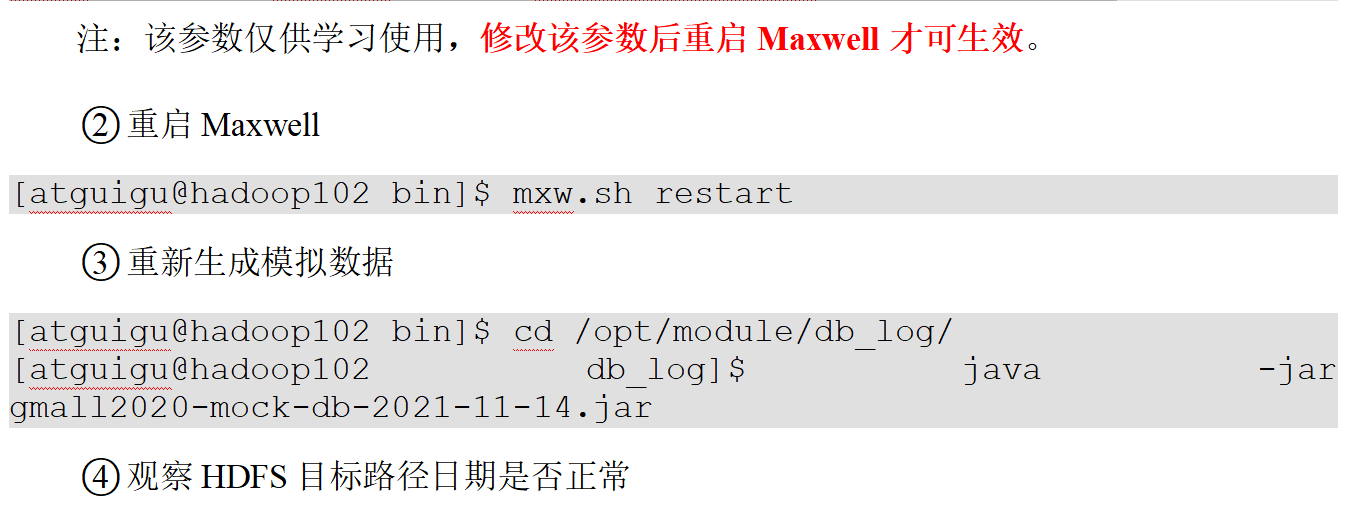 注：该参数仅供学习使用，修改该参数后重启 Maxwell 才可生效。
②重启 Maxwell
[atguigu@hadoop102 bin]$ mxw.sh restart
③重新生成模拟数据
[atguigu@hadoop102 bin]$ cd /opt/module/db_log/
[atguigu@hadoop102 db_log]$ java -jar
gmall2020-mock-db-2021-11-14.jar
④观察 HDFS 目标路径日期是否正常